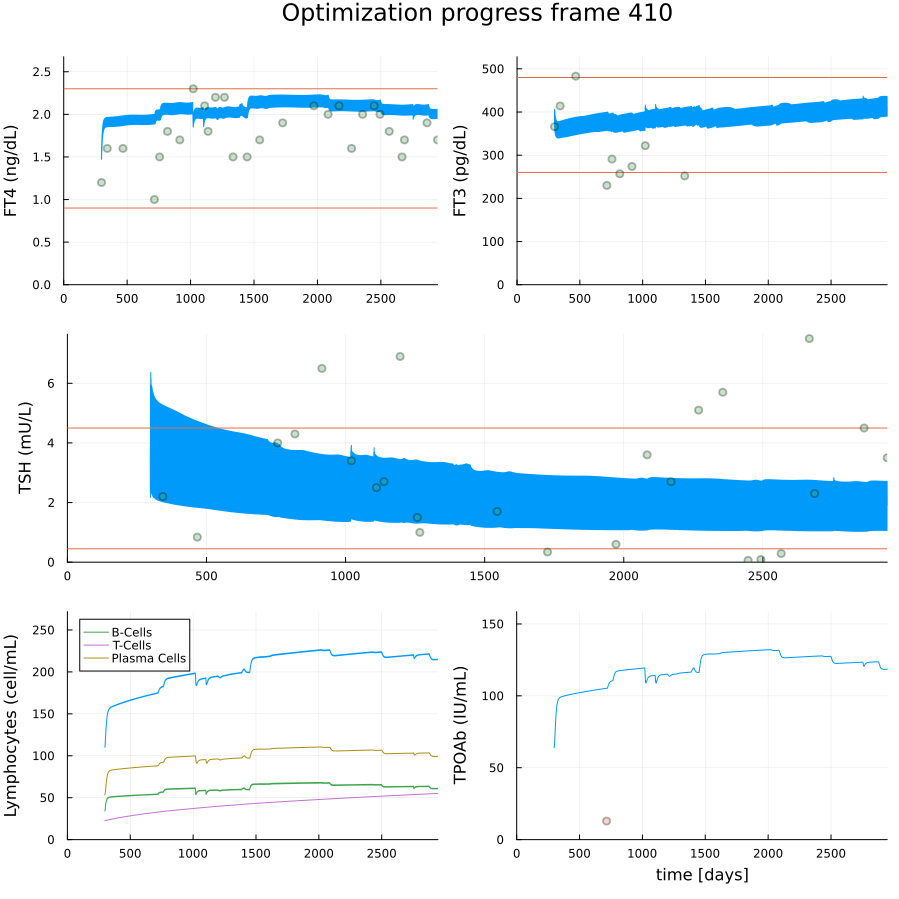 Optimization progress frame 410
FT4 (ng/dL)
2.5
2.0
1.5
1.0
0.5
0.0
0 500 1000 1500 2000 2500
FT3 (pg/dL)
500
400
300
200
100
0
0 500 1000 1500 2000 2500
TSH (mU/L)
6
4
2
0
0 500 1000 1500 2000 2500
Lymphocytes (cell/mL)
250
200
150
100
50
0
B-Cells
T-Cells
Plasma Cells
0 500 1000 1500 2000 2500
TPOAb (IU/mL)
150
100
50
0
0 500 1000 1500 2000 2500
time [days]